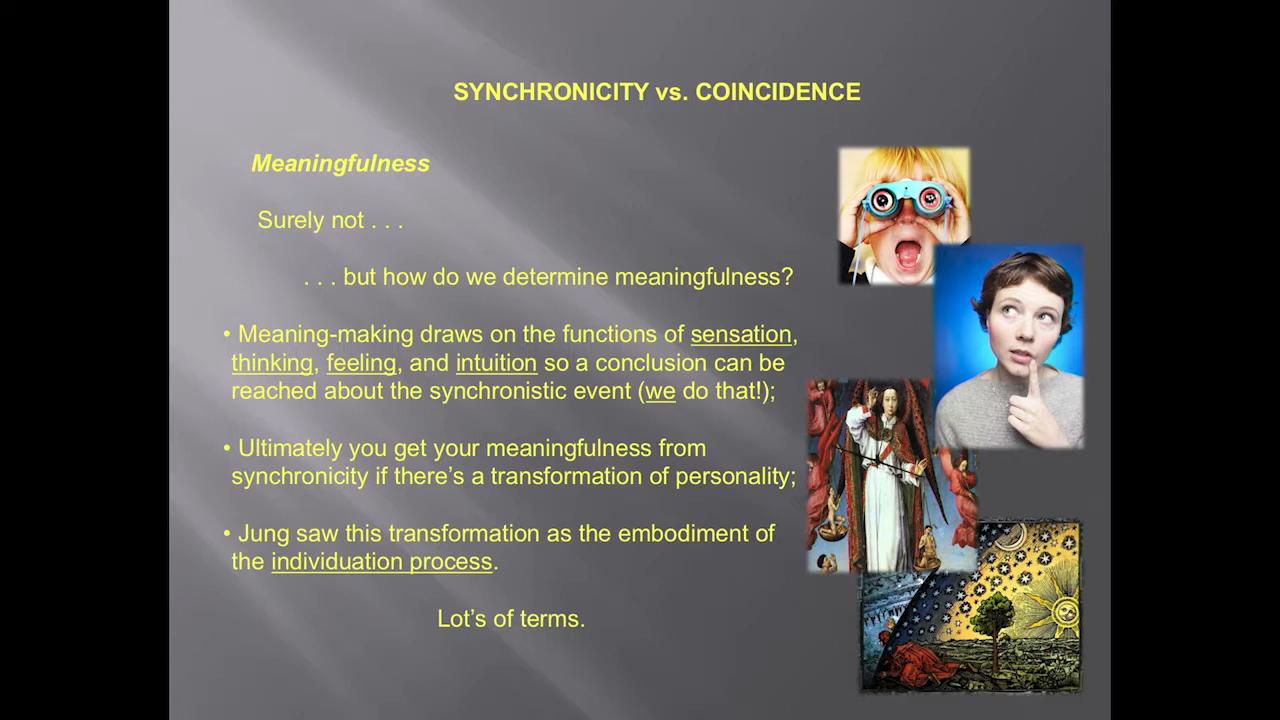 SYNCHRONICITY vs. COINCIDENCE
Meaningfulness
Surely not . . .
. . . but how do we determine meaningfulness?
• Meaning-making draws on the functions of sensation,
thinking, feeling, and intuition so a conclusion can be
reached about the synchronistic event (we do that!);
• Ultimately you get your meaningfulness from
synchronicity if there’s a transformation of personality;
• Jung saw this transformation as the embodiment of
the individuation process.
Lot’s of terms.